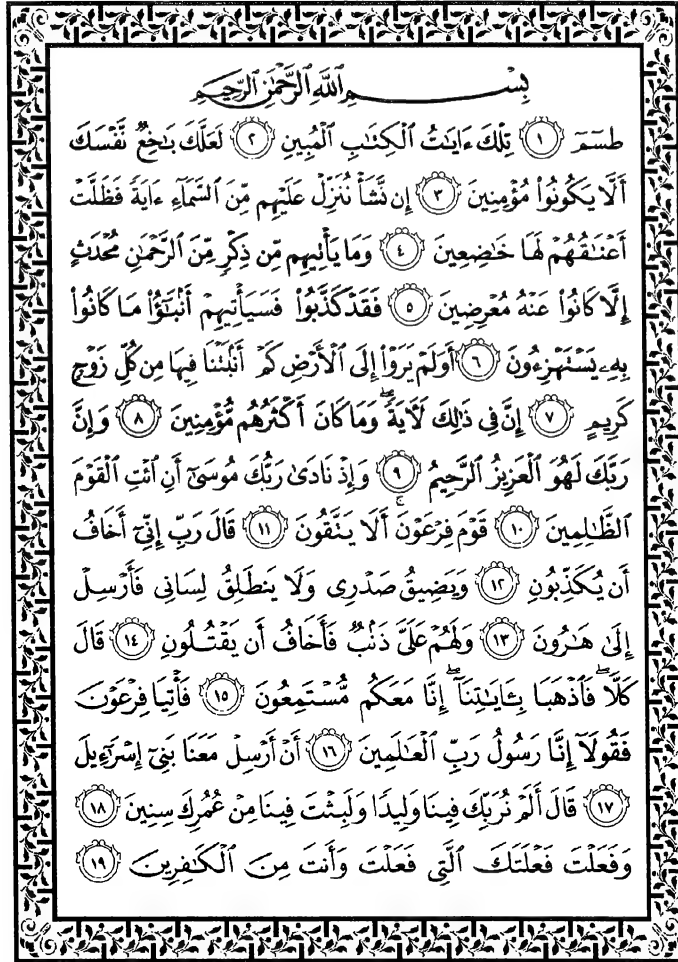 بِسْمِ ٱللَّهِ ٱلرَّحْمَٰنِ ٱلرَّحِيمِ
طسٓمٓ ١ تِلْكَ ءَايَٰتُ ٱلْكِتَٰبِ ٱلْمُبِينِ ٢ لَعَلَّكَ بَٰخِعٌ نَّفْسَكَ
أَلَّا يَكُونُوا۟ مُؤْمِنِينَ ٣ إِن نَّشَأْ نُنَزِّلْ عَلَيْهِم مِّنَ ٱلسَّمَآءِ ءَايَةً فَظَلَّتْ
أَعْنَٰقُهُمْ لَهَا خَٰضِعِينَ ٤ وَمَا يَأْتِيهِم مِّن ذِكْرٍ مِّنَ ٱلرَّحْمَٰنِ مُحْدَثٍ
إِلَّا كَانُوا۟ عَنْهُ مُعْرِضِينَ ٥ فَقَدْ كَذَّبُوا۟ فَسَيَأْتِيهِمْ أَنۢبَٰٓؤُا۟ مَا كَانُوا۟
بِهِۦ يَسْتَهْزِءُونَ ٦ أَوَلَمْ يَرَوْا۟ إِلَى ٱلْأَرْضِ كَمْ أَنۢبَتْنَا فِيهَا مِن كُلِّ زَوْجٍ
كَرِيمٍ ٧ إِنَّ فِى ذَٰلِكَ لَءَايَةً ۖ وَمَا كَانَ أَكْثَرُهُم مُّؤْمِنِينَ ٨ وَإِنَّ
رَبَّكَ لَهُوَ ٱلْعَزِيزُ ٱلرَّحِيمُ ٩ وَإِذْ نَادَىٰ رَبُّكَ مُوسَىٰٓ أَنِ ٱئْتِ ٱلْقَوْمَ
ٱلظَّٰلِمِينَ ١٠ قَوْمَ فِرْعَوْنَ ۚ أَلَا يَتَّقُونَ ١١ قَالَ رَبِّ إِنِّىٓ أَخَافُ
أَن يُكَذِّبُونِ ١٢ وَيَضِيقُ صَدْرِى وَلَا يَنطَلِقُ لِسَانِى فَأَرْسِلْ
إِلَىٰ هَٰرُونَ ١٣ وَلَهُمْ عَلَىَّ ذَنۢبٌ فَأَخَافُ أَن يَقْتُلُونِ ١٤ قَالَ
كَلَّا ۖ فَٱذْهَبَا بِـَٔايَٰتِنَآ ۖ إِنَّا مَعَكُم مُّسْتَمِعُونَ ١٥ فَأْتِيَا فِرْعَوْنَ
فَقُولَآ إِنَّا رَسُولُ رَبِّ ٱلْعَٰلَمِينَ ١٦ أَنْ أَرْسِلْ مَعَنَا بَنِىٓ إِسْرَٰٓءِيلَ
١٧ قَالَ أَلَمْ نُرَبِّكَ فِينَا وَلِيدًا وَلَبِثْتَ فِينَا مِنْ عُمُرِكَ سِنِينَ ١٨
وَفَعَلْتَ فَعْلَتَكَ ٱلَّتِى فَعَلْتَ وَأَنتَ مِنَ ٱلْكَٰفِرِينَ ١٩